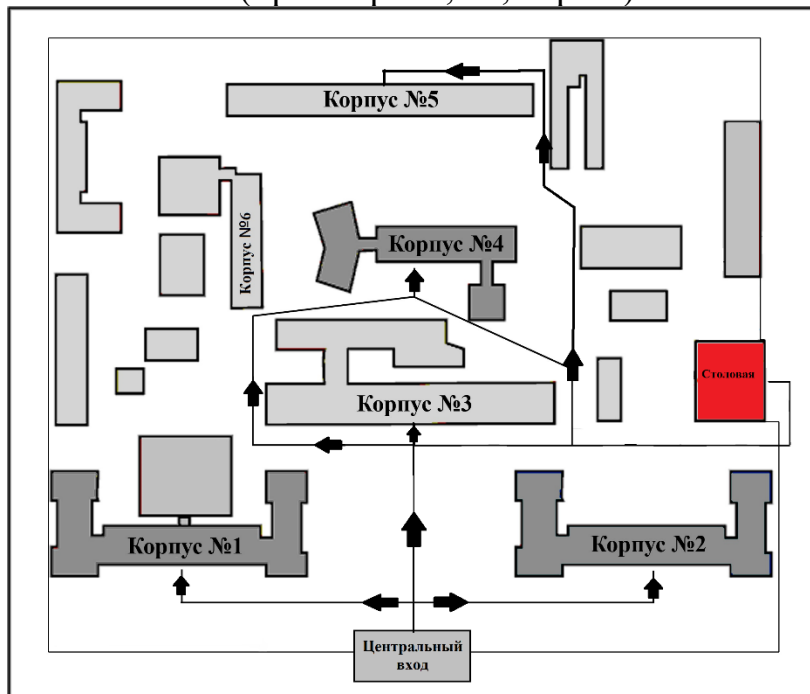 Корпус №5
Корпус №6
Корпус №4
Столовая
Корпус №3
Корпус №1
Корпус №2
Центральный
вход